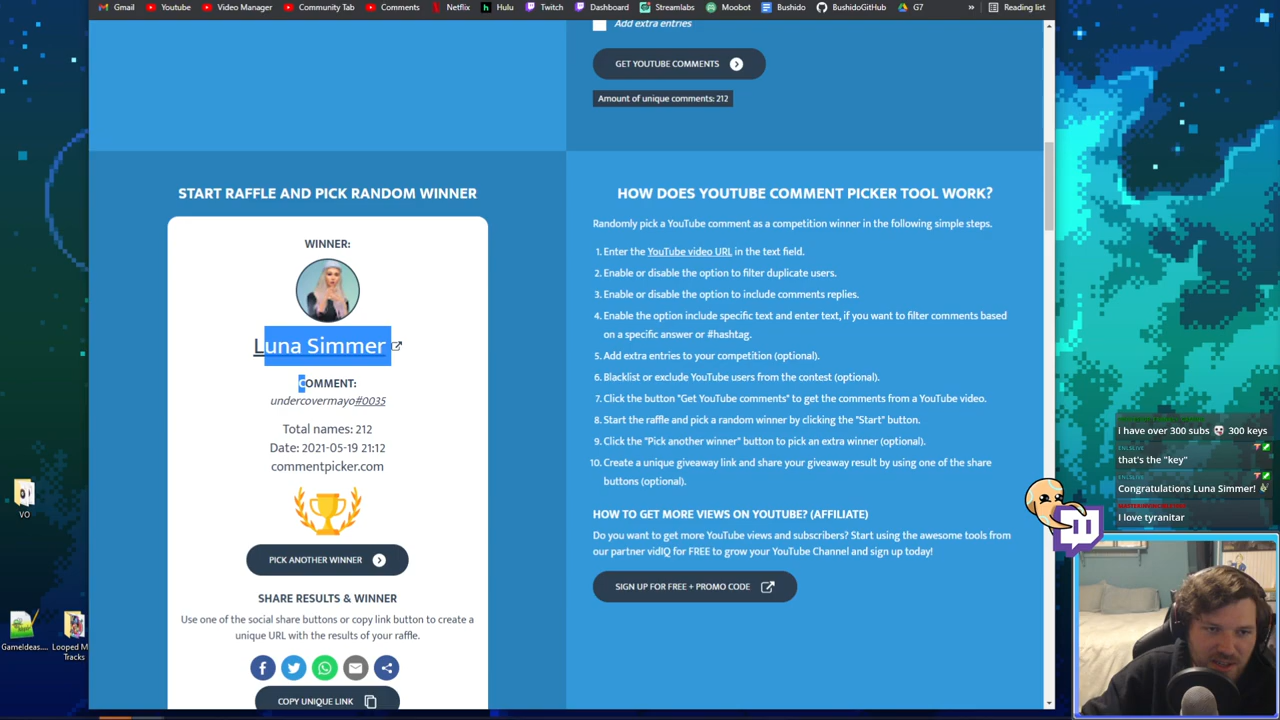 Gmail Youtube Video Manager Community Tab Comments Netflix Hulu Twitch Dashboard Streamlabs Moobot Bushido BushidoGitHub G7 » Reading list
Add extra entries
GET YOUTUBE COMMENTS
Amount of unique comments: 212
START RAFFLE AND PICK RANDOM WINNER
WINNER:
Luna Simmer
COMMENT:
undercovermayo#0035
Total names: 212
Date: 2021-05-19 21:12
commentpicker.com
PICK ANOTHER WINNER
SHARE RESULTS & WINNER
Use one of the social share buttons or copy link button to create a
unique URL with the results of your raffle.
COPY UNIQUE LINK
HOW DOES YOUTUBE COMMENT PICKER TOOL WORK?
Randomly pick a YouTube comment as a competition winner in the following simple steps.
1. Enter the YouTube video URL in the text field.
2. Enable or disable the option to filter duplicate users.
3. Enable or disable the option to include comments replies.
4. Enable the option include specific text and enter text, if you want to filter comments based
on a specific answer or #hashtag.
5. Add extra entries to your competition (optional).
6. Blacklist or exclude YouTube users from the contest (optional).
7. Click the button "Get YouTube comments" to get the comments from a YouTube video.
8. Start the raffle and pick a random winner by clicking the "Start" button.
9. Click the "Pick another winner" button to pick an extra winner (optional).
10. Create a unique giveaway link and share your giveaway result by using one of the share
buttons (optional).
HOW TO GET MORE VIEWS ON YOUTUBE? (AFFILIATE)
Do you want to get more YouTube views and subscribers? Start using the awesome tools from
our partner vidIQ for FREE to grow your YouTube Channel and sign up today!
SIGN UP FOR FREE + PROMO CODE
i have over 300 subs 300 keys
that's the "key"
Congratulations Luna Simmer!
I love tyranitar
VO
GameIdeas....
Looped M...
Tracks